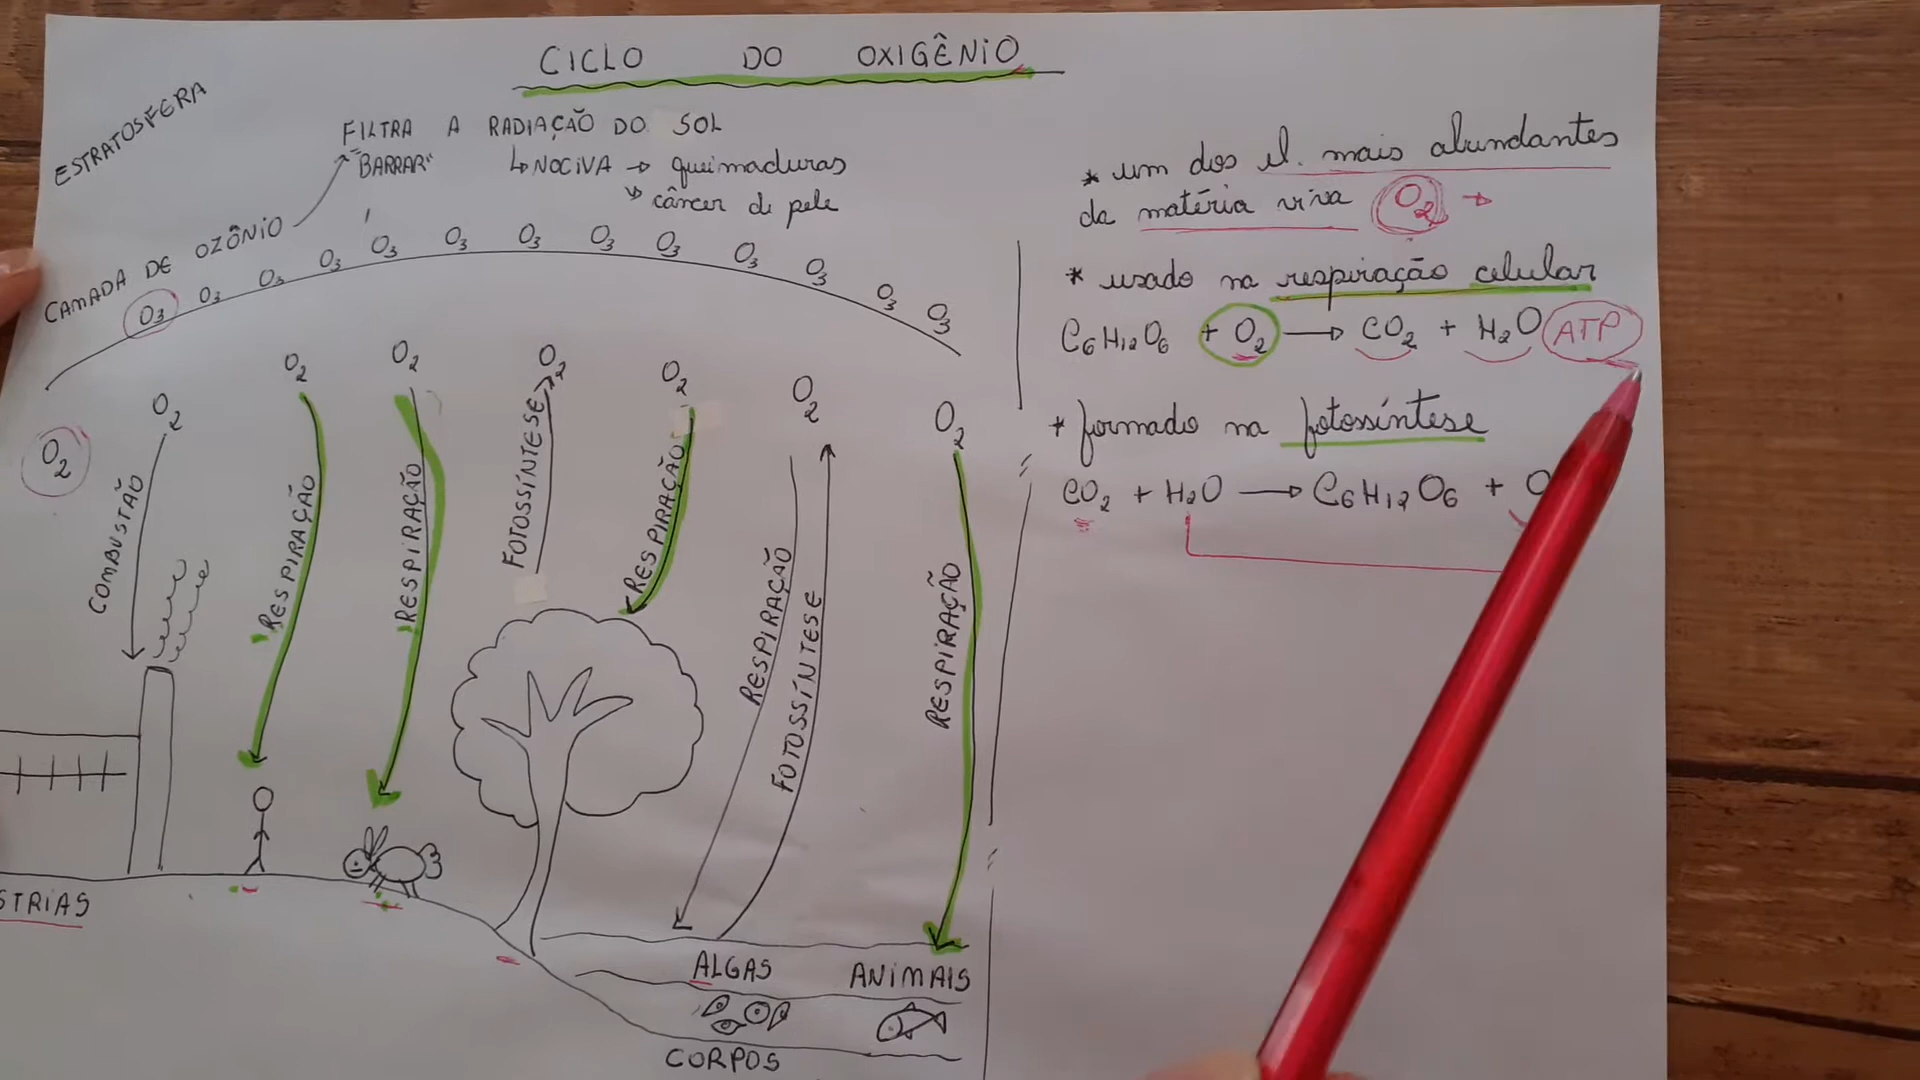 CICLO DO OXIGÊNIO
ESTRATOSFERA
FILTRA A RADIAÇÃO DO SOL
"BARRAR" ↳ NOCIVA → queimaduras
↘ câncer de pele
CAMADA DE OZÔNIO
O₃ O₃ O₃ O₃ O₃ O₃ O₃ O₃ O₃ O₃ O₃ O₃ O₃
O₂ O₂ O₂ O₂ O₂ O₂ O₂ O₂
COMBUSTÃO
RESPIRAÇÃO
RESPIRAÇÃO
FOTOSSÍNTESE
RESPIRAÇÃO
RESPIRAÇÃO
FOTOSSÍNTESE
RESPIRAÇÃO
STRIAS
ALGAS ANIMAIS
CORPOS
* um dos el. mais abundantes
da matéria viva O₂ →
* usado na respiração celular
C₆H₁₂O₆ + O₂ → CO₂ + H₂O ATP
* formado na fotossíntese
CO₂ + H₂O → C₆H₁₂O₆ + O